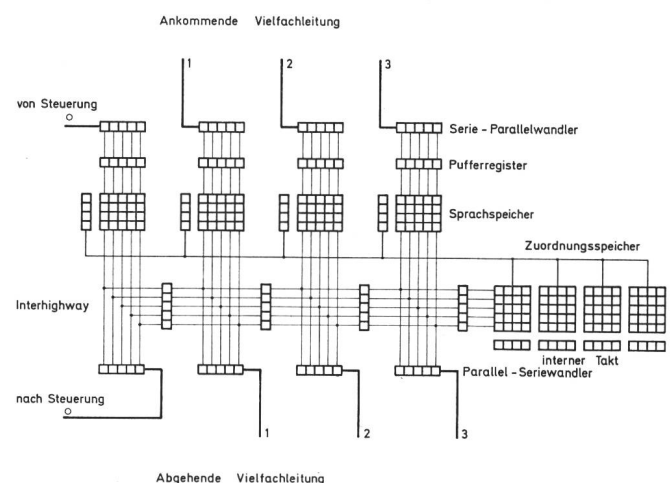 Ankommende Vielfachleitung
1
2
3
von Steuerung
Serie - Parallelwandler
Pufferregister
Sprachspeicher
Zuordnungsspeicher
Interhighway
interner Takt
Parallel - Seriewandler
nach Steuerung
1
2
3
Abgehende Vielfachleitung